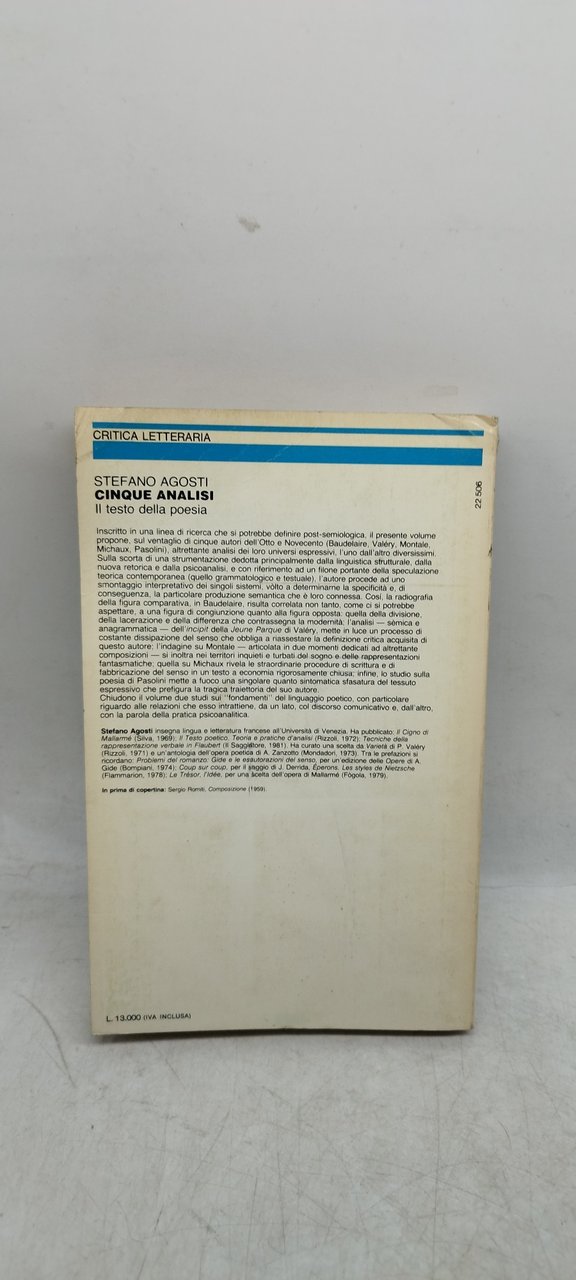 CRITICA LETTERARIA
STEFANO AGOSTI
CINQUE ANALISI
Il testo della poesia
22 506
Inscritto in una linea di ricerca che si potrebbe definire post-semiologica, il presente volume
propone, sul ventaglio di cinque autori dell'Otto e Novecento (Baudelaire, Valéry, Montale,
Michaux, Pasolini), altrettante analisi dei loro universi espressivi, l'uno dall'altro diversissimi.
Sulla scorta di una strumentazione dedotta principalmente dalla linguistica strutturale, dalla
nuova retorica e dalla psicoanalisi, e con riferimento ad un filone portante della speculazione
teorica contemporanea (quello grammatologico e testuale), l'autore procede ad uno
smontaggio interpretativo dei singoli sistemi, vòlto a determinarne la specificità e, di
conseguenza, la particolare produzione semantica che è loro connessa. Così, la radiografia
della figura comparativa, in Baudelaire, risulta correlata non tanto, come ci si potrebbe
aspettare, a una figura di congiunzione quanto alla figura opposta: quella della divisione,
della lacerazione e della differenza che contrassegna la modernità; l'analisi — sèmica e
anagrammatica — dell'incipit della Jeune Parque di Valéry, mette in luce un processo di
costante dissipazione del senso che obbliga a riassestare la definizione critica acquisita di
questo autore; l'indagine su Montale — articolata in due momenti dedicati ad altrettante
composizioni — si inoltra nei territori inquieti e turbati del sogno e delle rappresentazioni
fantasmatiche; quella su Michaux rivela le straordinarie procedure di scrittura e di
fabbricazione del senso in un testo a economia rigorosamente chiusa; infine, lo studio sulla
poesia di Pasolini mette a fuoco una singolare quanto sintomatica sfasatura del tessuto
espressivo che prefigura la tragica traiettoria del suo autore.
Chiudono il volume due studi sui "fondamenti" del linguaggio poetico, con particolare
riguardo alle relazioni che esso intrattiene, da un lato, col discorso comunicativo e, dall'altro,
con la parola della pratica psicoanalitica.
Stefano Agosti insegna lingua e letteratura francese all'Università di Venezia. Ha pubblicato: Il Cigno di
Mallarmé (Silva, 1969); Il Testo poetico. Teoria e pratiche d'analisi (Rizzoli, 1972); Tecniche della
rappresentazione verbale in Flaubert (Il Saggiatore, 1981). Ha curato una scelta da Varietà di P. Valéry
(Rizzoli, 1971) e un'antologia dell'opera poetica di A. Zanzotto (Mondadori, 1973). Tra le prefazioni si
ricordano: Problemi del romanzo: Gide e le essautorazioni del senso, per un'edizione delle Opere di A.
Gide (Bompiani, 1974); Coup sur coup, per il saggio di J. Derrida, Éperons. Les styles de Nietzsche
(Flammarion, 1978); Le Trésor, l'Idée, per una scelta dell'opera di Mallarmé (Fògola, 1979).
In prima di copertina: Sergio Romiti, Composizione (1959).
L. 13.000 (IVA INCLUSA)